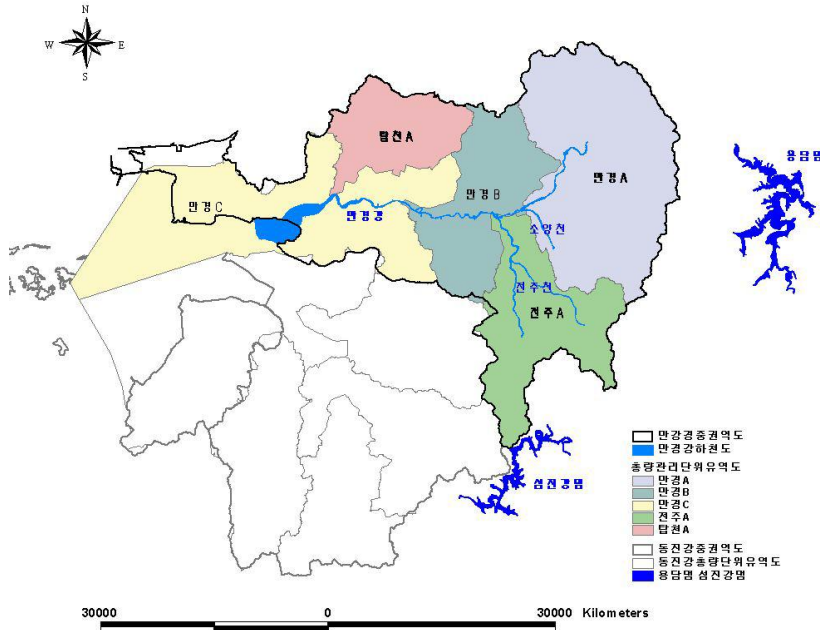 N
W
E
S
탑천A
용담댐
만경A
만경B
만경C
만경강
소양천
전주천
전주A
섬진강댐
만강경중권역도
만경강하천도
총량관리단위유역도
만경A
만경B
만경C
전주A
탑천A
동진강중권역도
동진강총량단위유역도
용담댐 섬진강댐
30000 0 30000 Kilometers